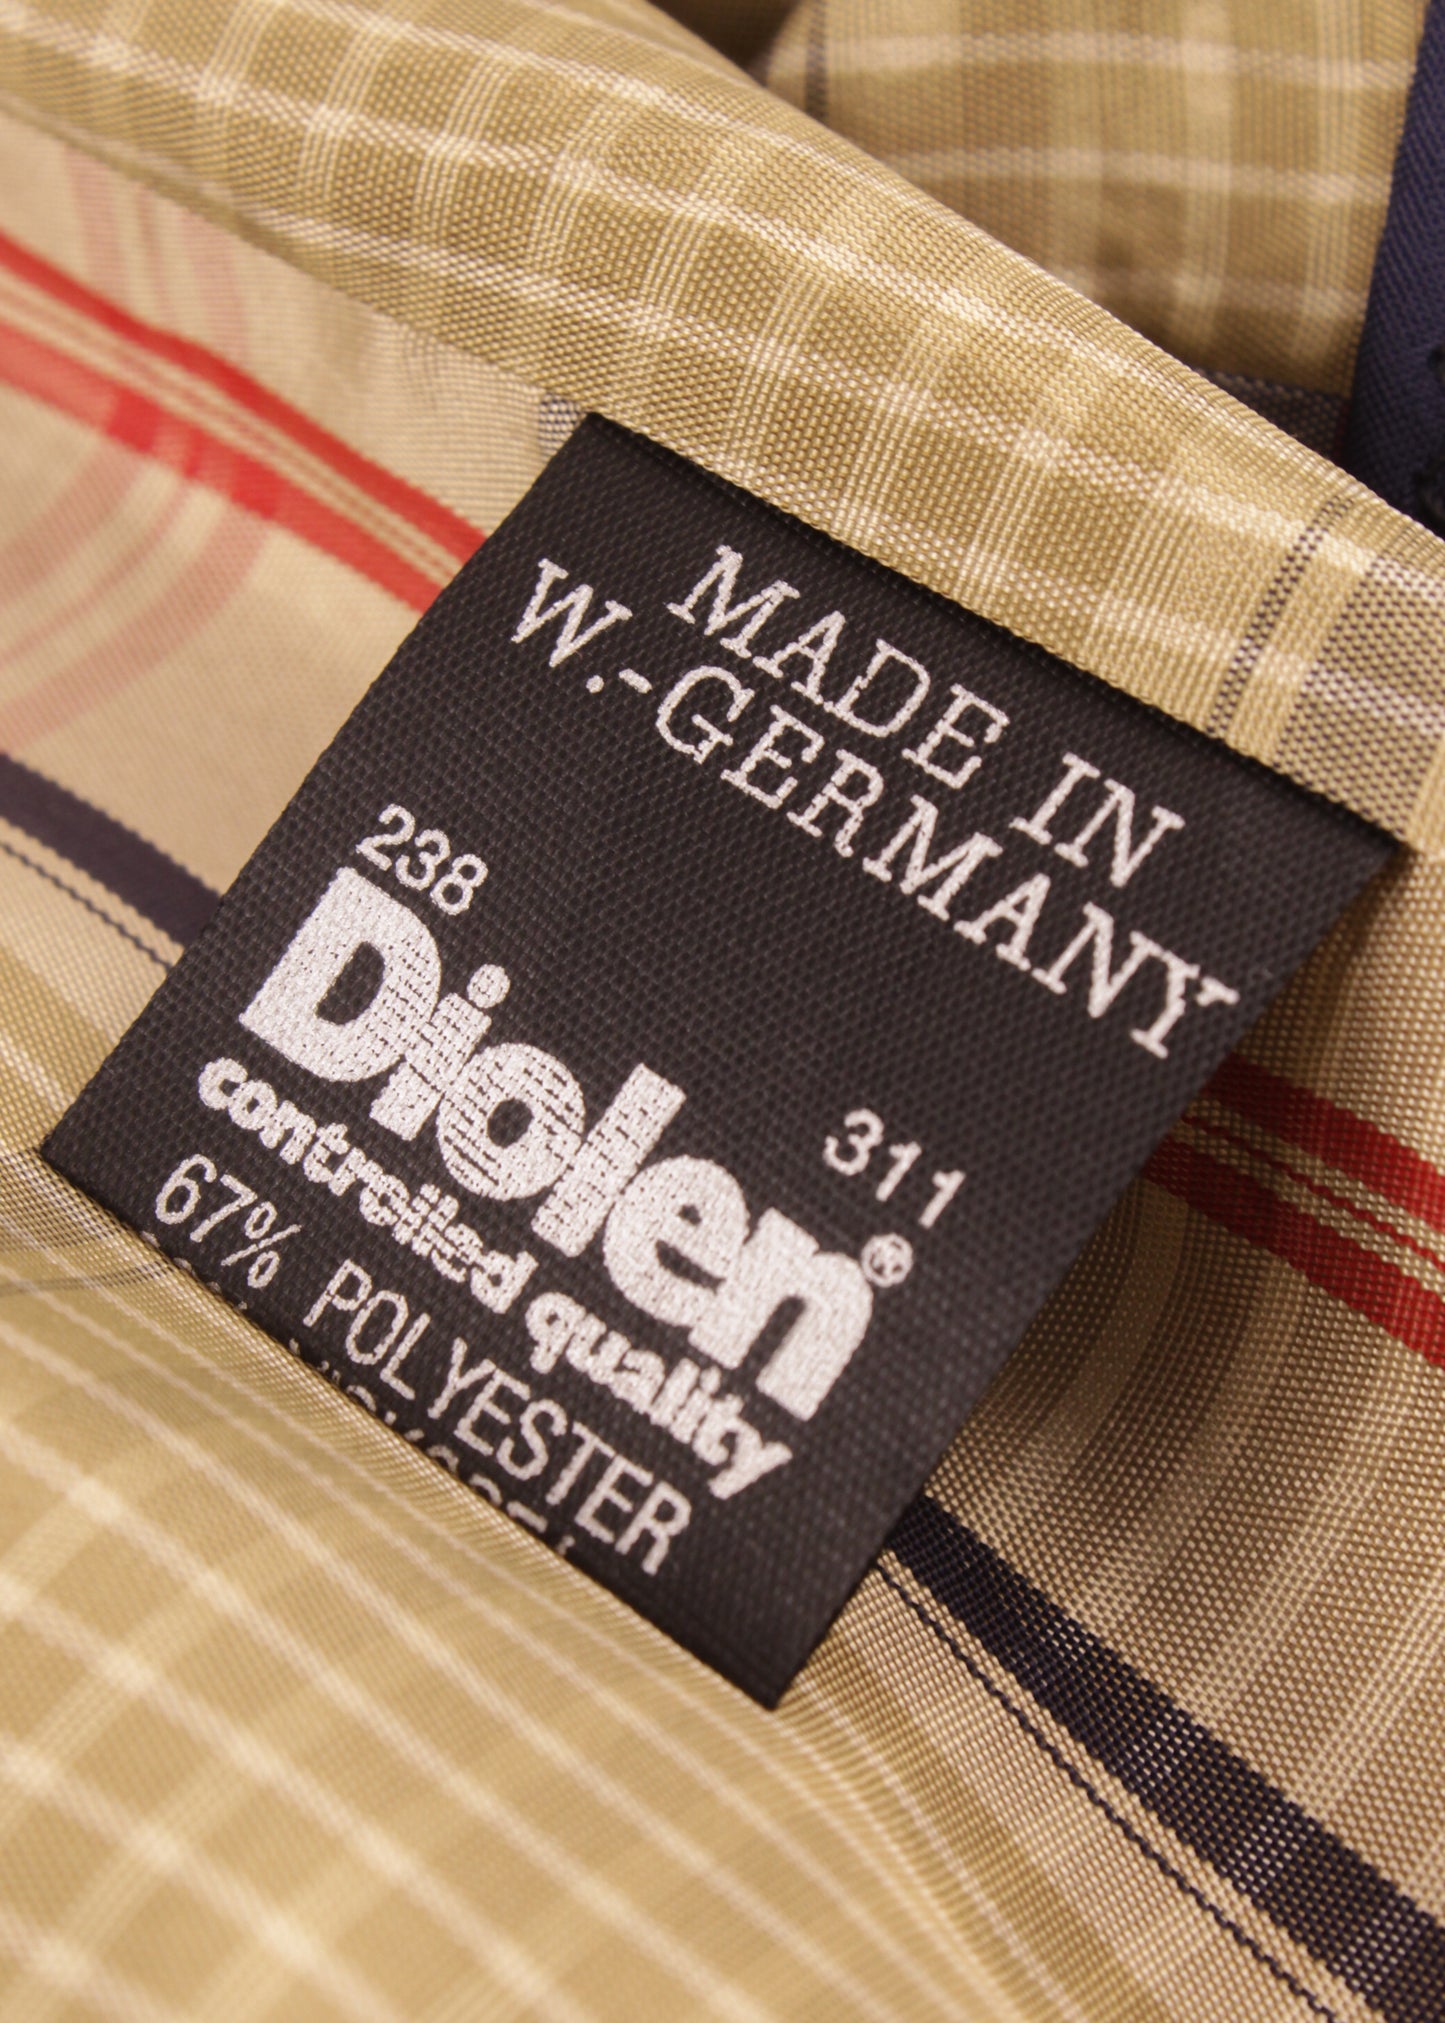 MADE IN
W.-GERMANY
238
311
Diolen®
controlled quality
67% POLYESTER